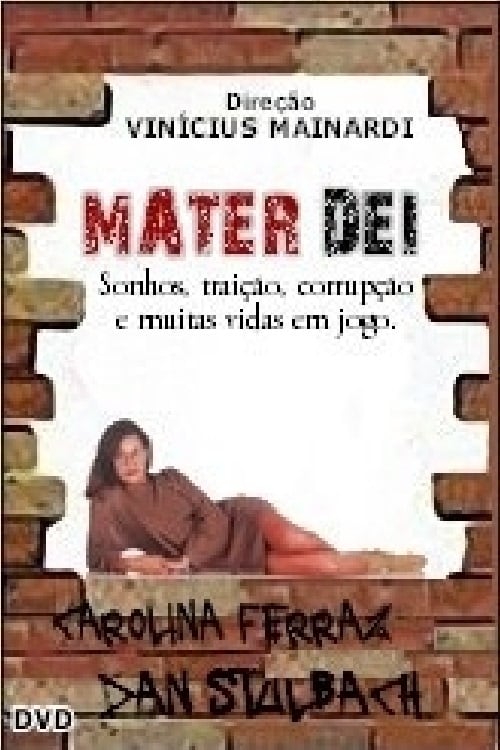 Direção
VINÍCIUS MAINARDI
MATER DEI
Sonhos, traição, corrupção
e muitas vidas em jogo.
CAROLINA FERRAZ
DAN STULBACH
DVD